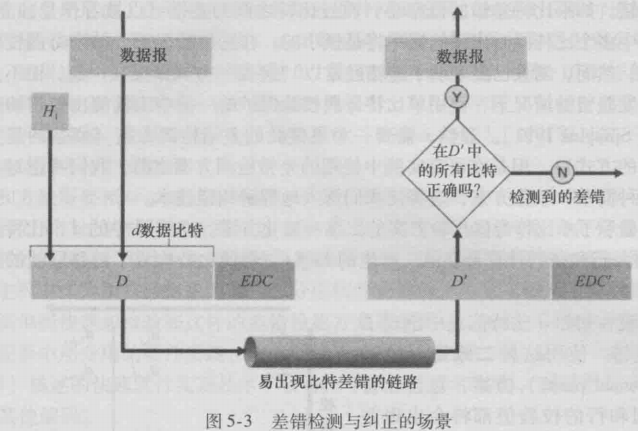 数据报
数据报
Hl
Y
在D′中
的所有比特
正确吗?
N
检测到的差错
d数据比特
D
EDC
D′
EDC′
易出现比特差错的链路
图 5-3 差错检测与纠正的场景